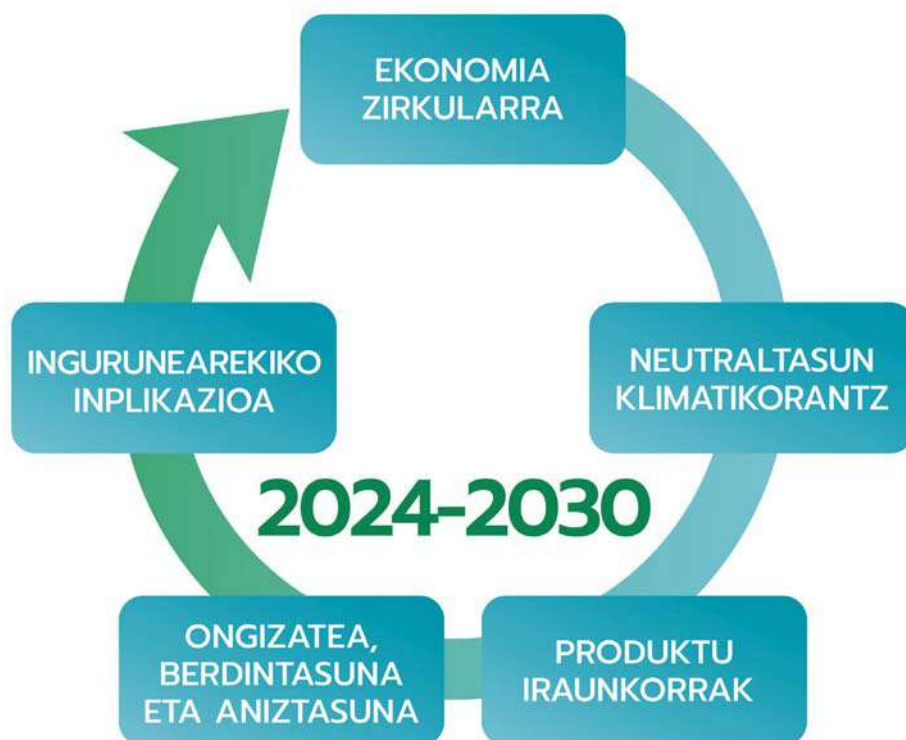 EKONOMIA
ZIRKULARRA
NEUTRALTASUN
KLIMATIKORANTZ
PRODUKTU
IRAUNKORRAK
ONGIZATEA,
BERDINTASUNA
ETA ANIZTASUNA
INGURUNEAREKIKO
INPLIKAZIOA
2024-2030